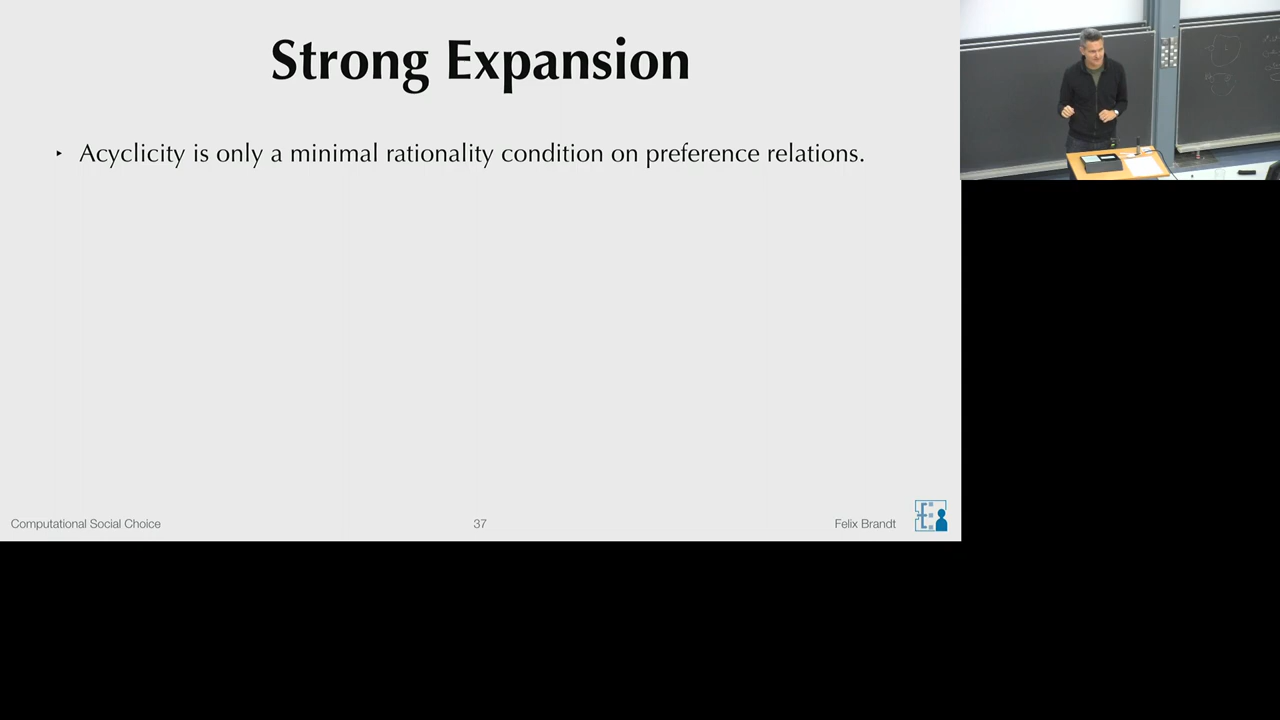 Strong Expansion
‣ Acyclicity is only a minimal rationality condition on preference relations.
Computational Social Choice
37
Felix Brandt